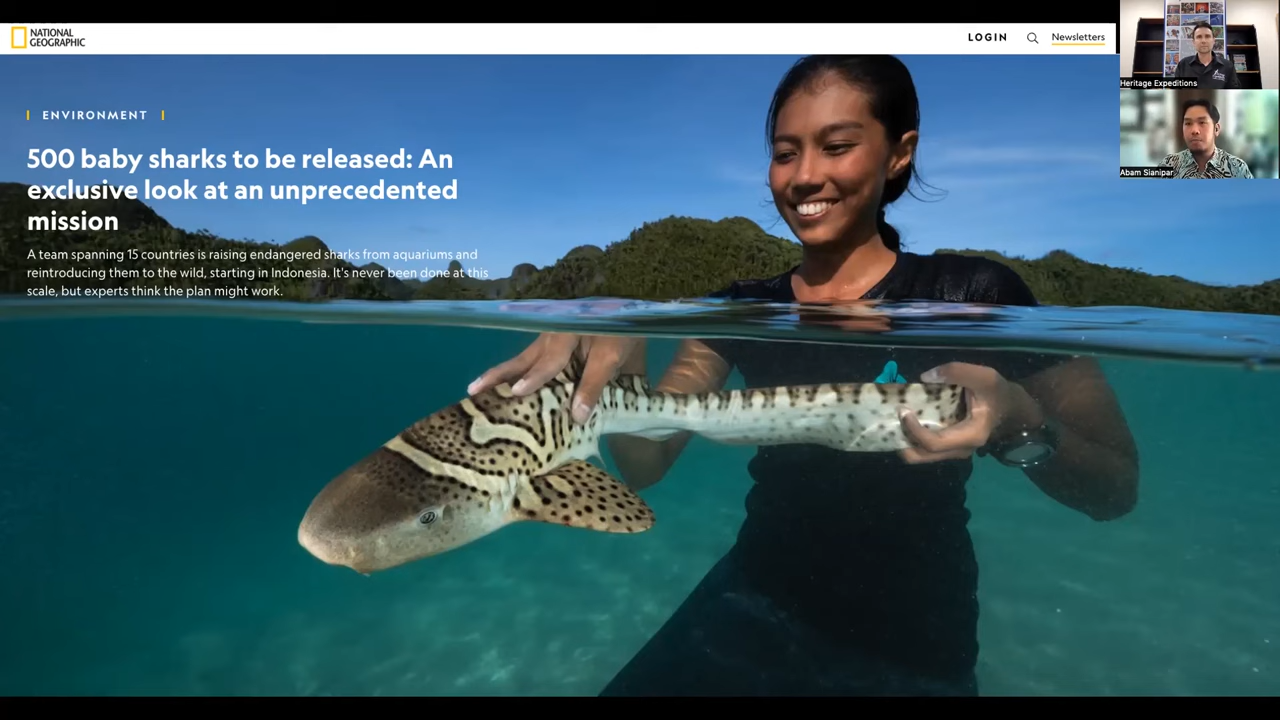 NATIONAL
GEOGRAPHIC
LOGIN
Newsletters
ENVIRONMENT
500 baby sharks to be released: An
exclusive look at an unprecedented
mission
A team spanning 15 countries is raising endangered sharks from aquariums and
reintroducing them to the wild, starting in Indonesia. It's never been done at this
scale, but experts think the plan might work.
Heritage Expeditions
Abam Sianipar